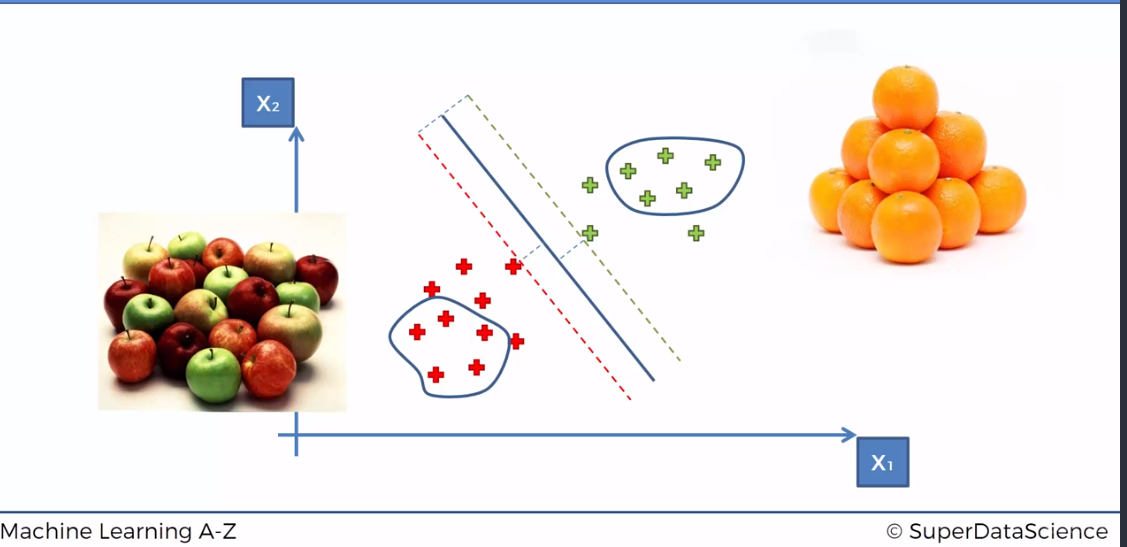 X₂
X₁
Machine Learning A-Z
© SuperDataScience